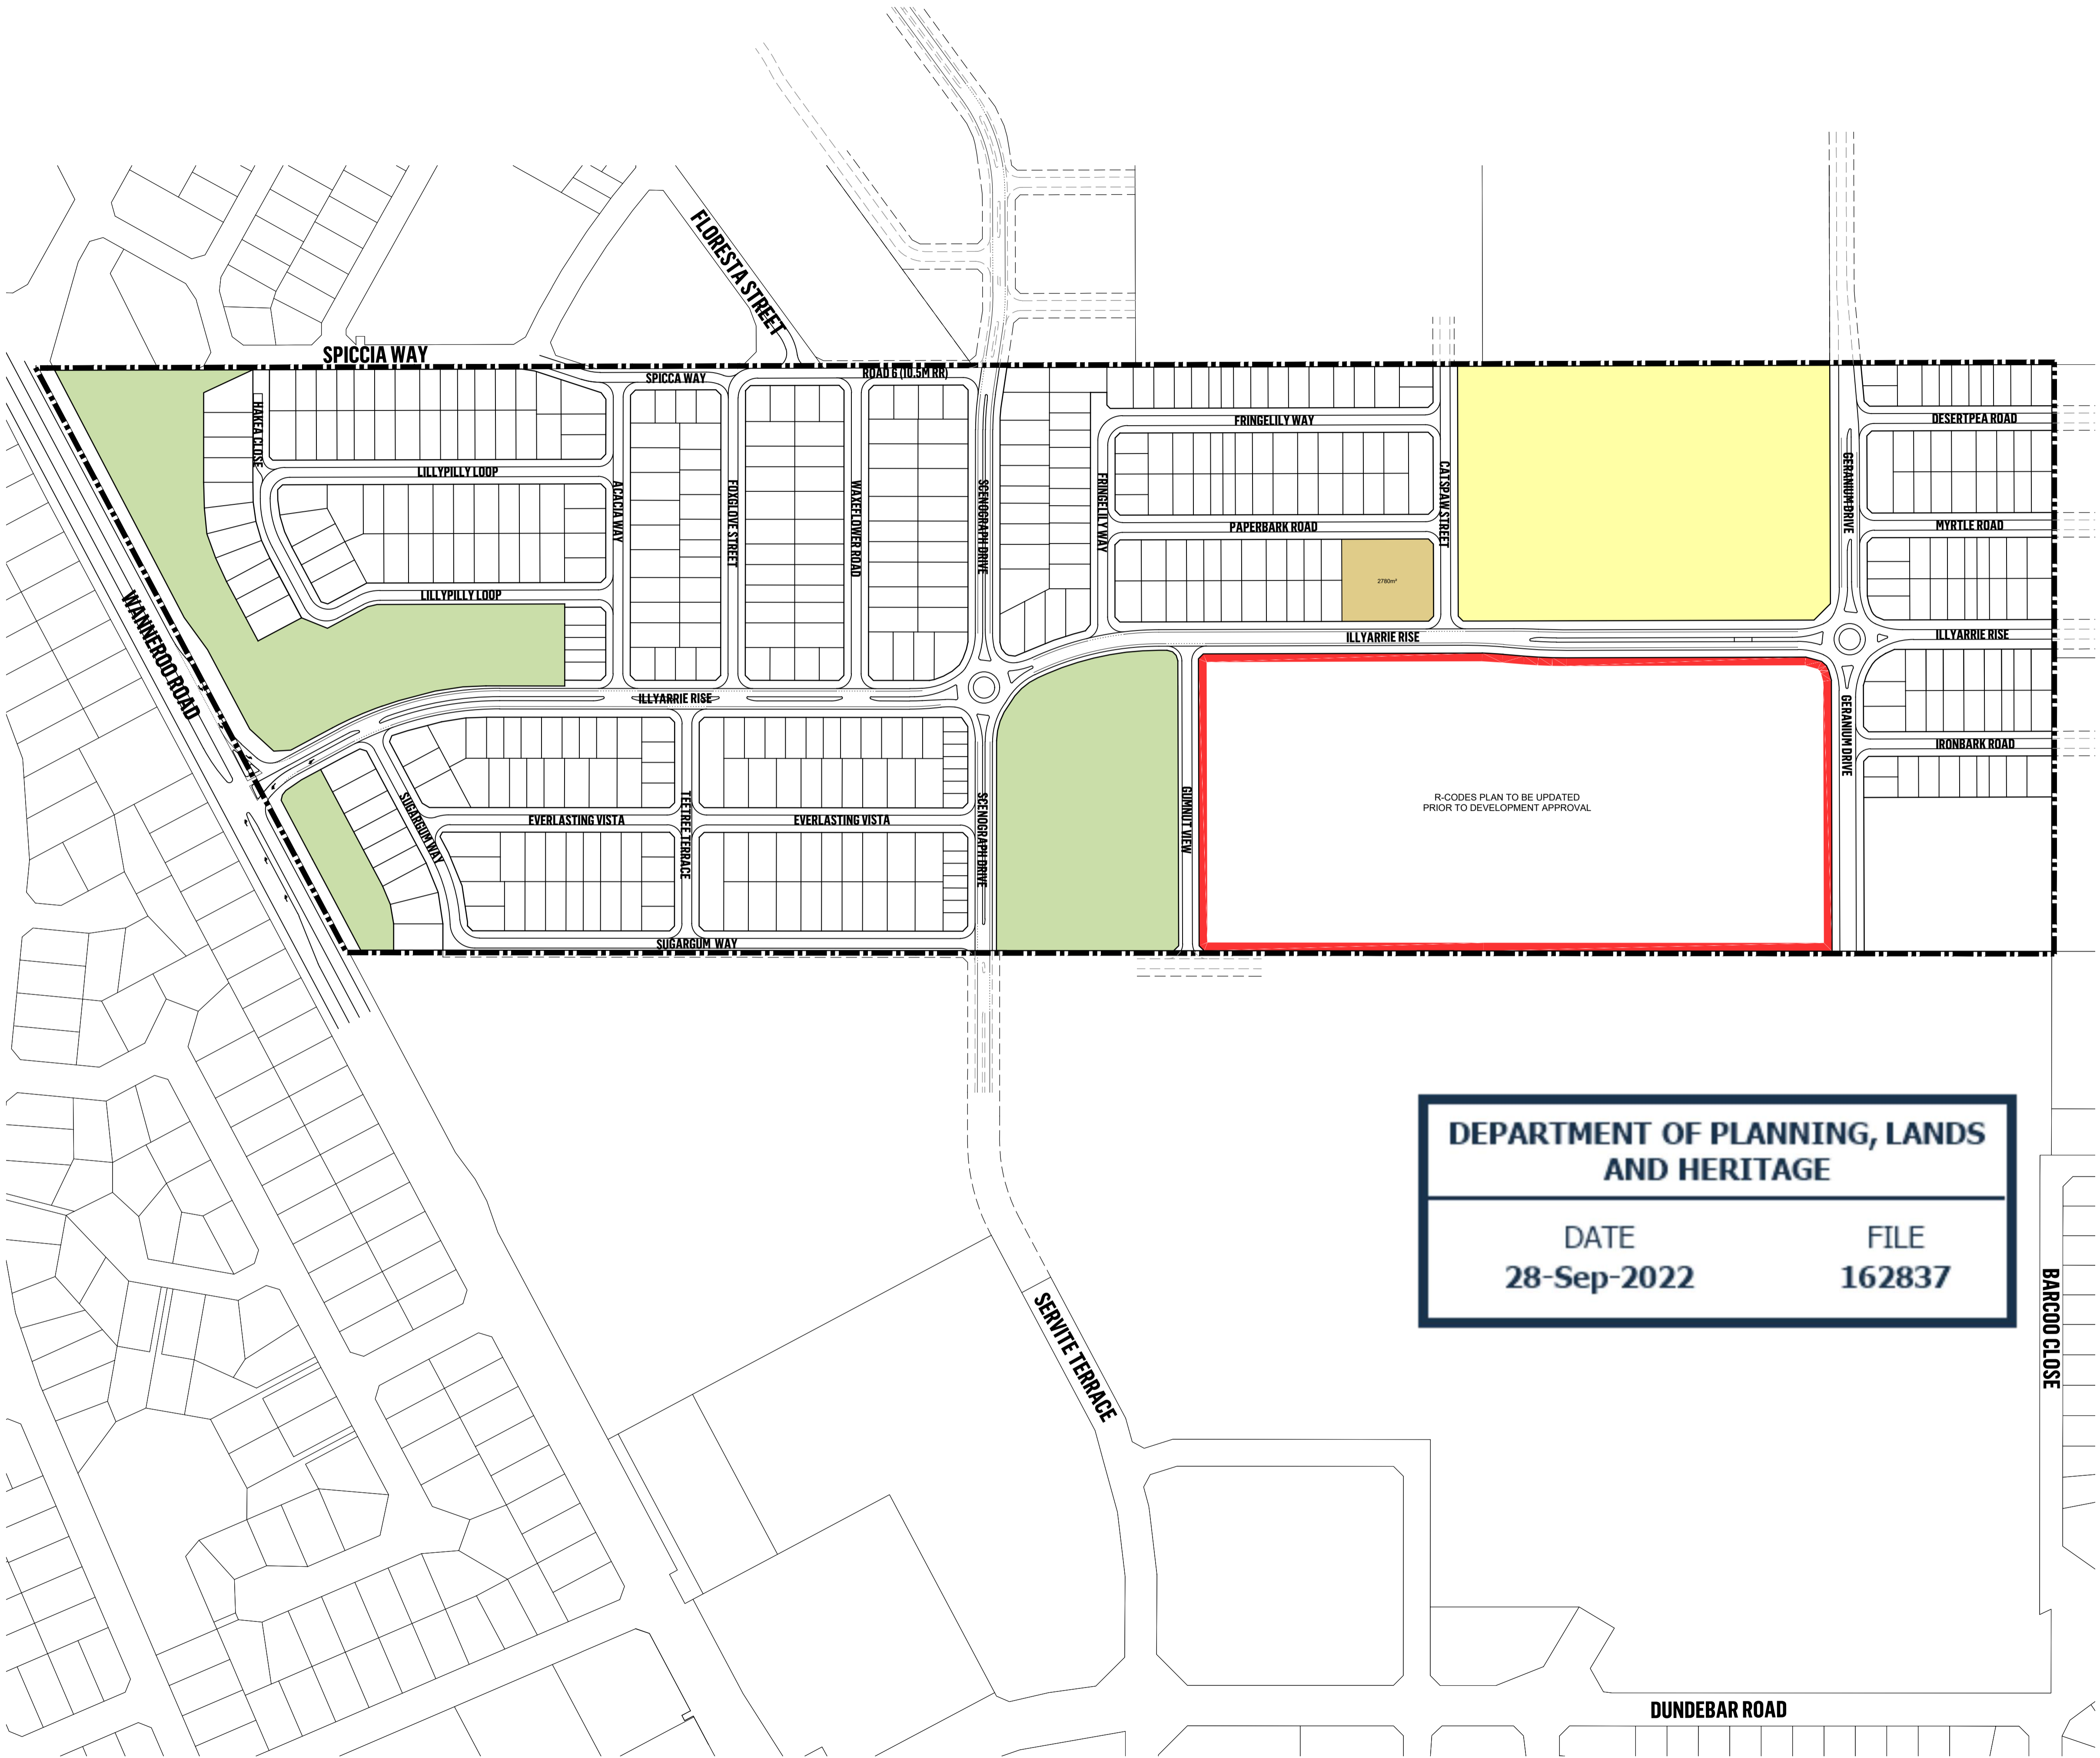 FLORESTA STREET
SPICCIA WAY
ROAD 6 (10.5M RR)
SPICCA WAY
HAKEA CLOSE
FRINGELILY WAY
DESERTPEA ROAD
LILLYPILLY LOOP
ACACIA WAY
FOXGLOVE STREET
WAXEFLOWER ROAD
SCENOGRAPH DRIVE
FRINGELILY WAY
CATSPAW STREET
GERANIUM DRIVE
PAPERBARK ROAD
MYRTLE ROAD
2780m²
LILLYPILLY LOOP
WANNEROO ROAD
ILLYARRIE RISE
ILLYARRIE RISE
ILLYARRIE RISE
GERANIUM DRIVE
IRONBARK ROAD
SUGARGUM WAY
TEETREE TERRACE
SCENOGRAPH DRIVE
GUMNUT VIEW
R-CODES PLAN TO BE UPDATED
PRIOR TO DEVELOPMENT APPROVAL
EVERLASTING VISTA
EVERLASTING VISTA
SUGARGUM WAY
DEPARTMENT OF PLANNING, LANDS
AND HERITAGE
DATE
FILE
28-Sep-2022
162837
SERVITE TERRACE
BARCOO CLOSE
DUNDEBAR ROAD